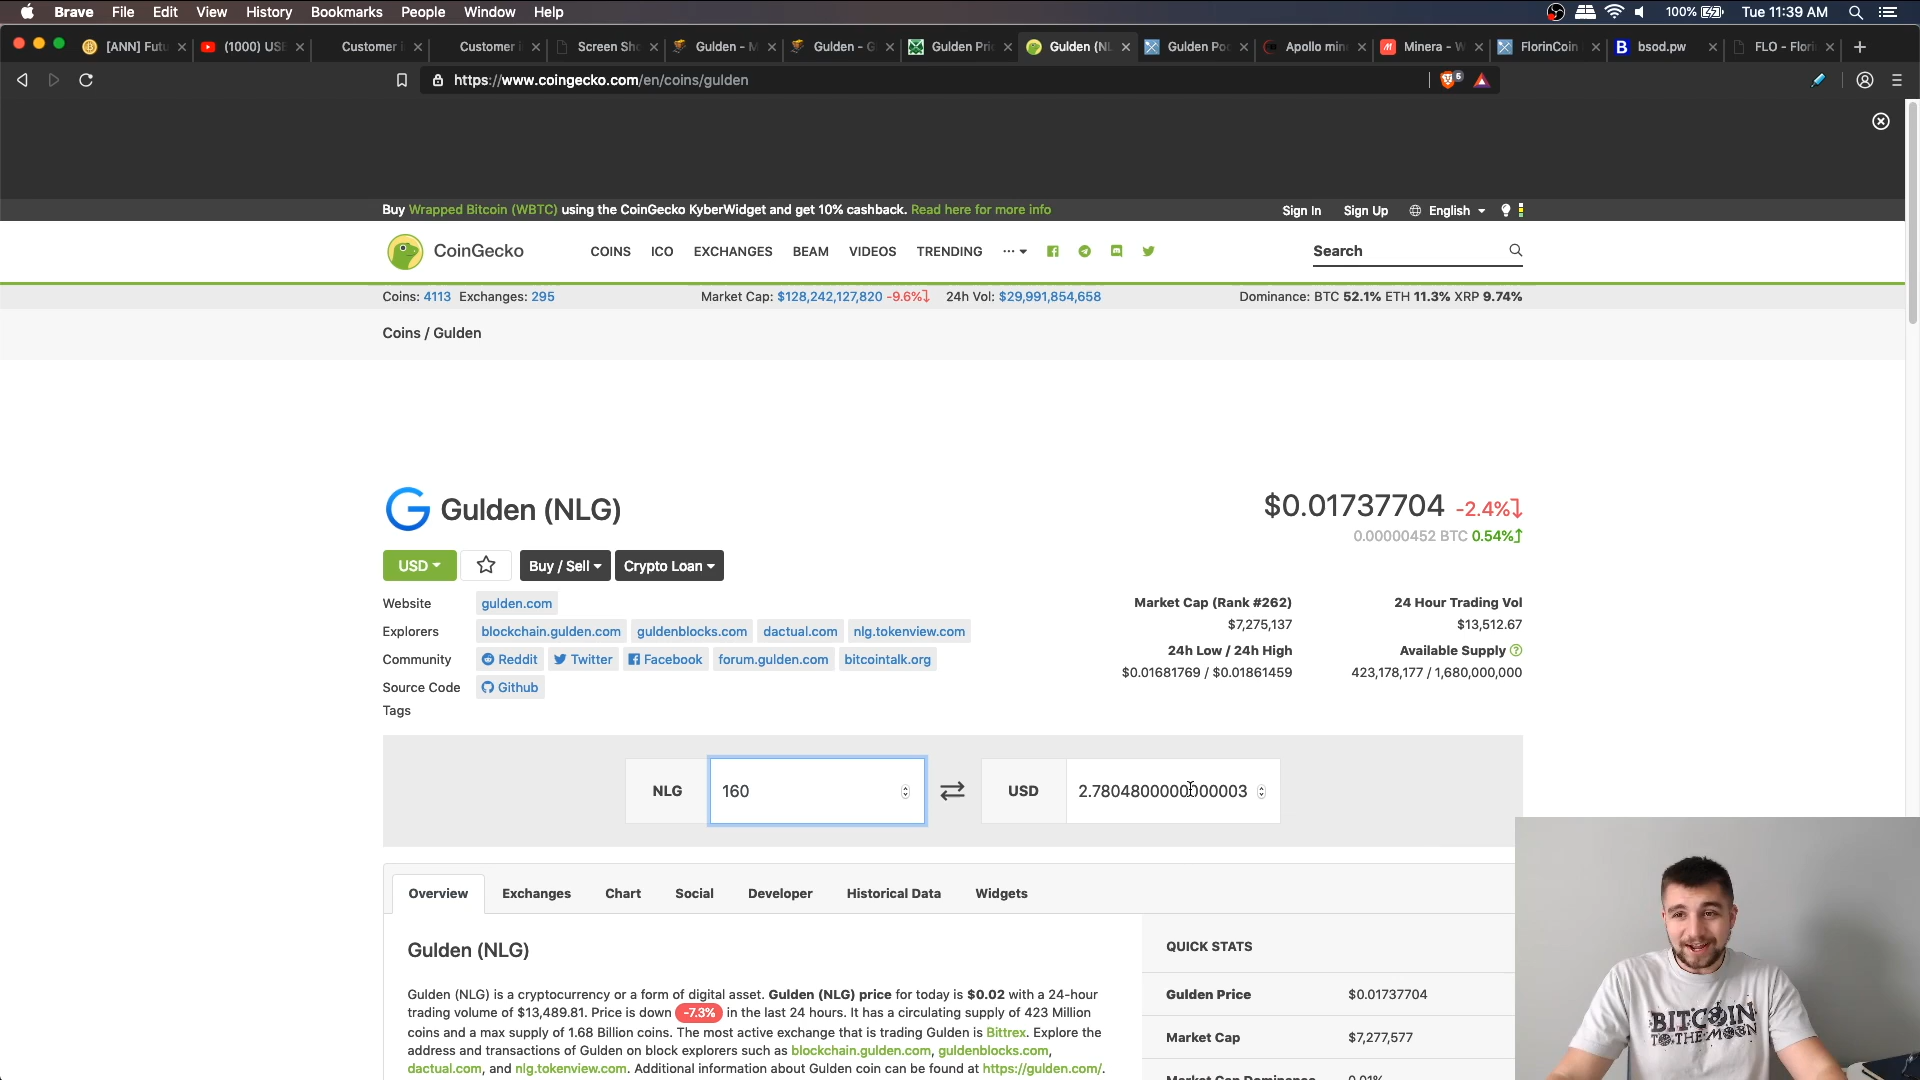 Brave File Edit View History Bookmarks People Window Help 100% Tue 11:39 AM
[ANN] Futu (1000) USE Customer i Customer i Screen Sho Gulden - M Gulden - G Gulden Pric Gulden (NL Gulden Poo Apollo mini Minera - W FlorinCoin bsod.pw FLO - Flori
https://www.coingecko.com/en/coins/gulden 5
Buy Wrapped Bitcoin (WBTC) using the CoinGecko KyberWidget and get 10% cashback. Read here for more info Sign In Sign Up English
CoinGecko COINS ICO EXCHANGES BEAM VIDEOS TRENDING ··· Search
Coins: 4113 Exchanges: 295 Market Cap: $128,242,127,820 -9.6% 24h Vol: $29,991,854,658 Dominance: BTC 52.1% ETH 11.3% XRP 9.74%
Coins / Gulden
Gulden (NLG) $0.01737704 -2.4%
0.00000452 BTC 0.54%
USD Buy / Sell Crypto Loan
Website gulden.com Market Cap (Rank #262) 24 Hour Trading Vol
$7,275,137 $13,512.67
Explorers blockchain.gulden.com guldenblocks.com dactual.com nlg.tokenview.com
24h Low / 24h High Available Supply
Community Reddit Twitter Facebook forum.gulden.com bitcointalk.org
$0.01681769 / $0.01861459 423,178,177 / 1,680,000,000
Source Code Github
Tags
NLG 160 USD 2.7804800000000003
Overview Exchanges Chart Social Developer Historical Data Widgets
Gulden (NLG)
Gulden (NLG) is a cryptocurrency or a form of digital asset. Gulden (NLG) price for today is $0.02 with a 24-hour
trading volume of $13,489.81. Price is down -7.3% in the last 24 hours. It has a circulating supply of 423 Million
coins and a max supply of 1.68 Billion coins. The most active exchange that is trading Gulden is Bittrex. Explore the
address and transactions of Gulden on block explorers such as blockchain.gulden.com, guldenblocks.com,
dactual.com, and nlg.tokenview.com. Additional information about Gulden coin can be found at https://gulden.com/.
QUICK STATS
Gulden Price $0.01737704
Market Cap $7,277,577
Market Cap Dominance 0.01%
BITCOIN
TO THE MOON